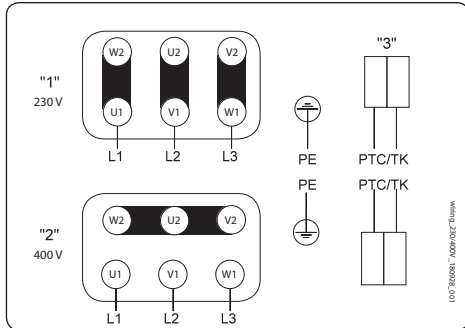 W2 U2 V2
"1"
230 V
U1 V1 W1
L1 L2 L3
"3"
PE PTC/TK
PE PTC/TK
W2 U2 V2
"2"
400 V
U1 V1 W1
L1 L2 L3
wiring_230/400V_180928_001